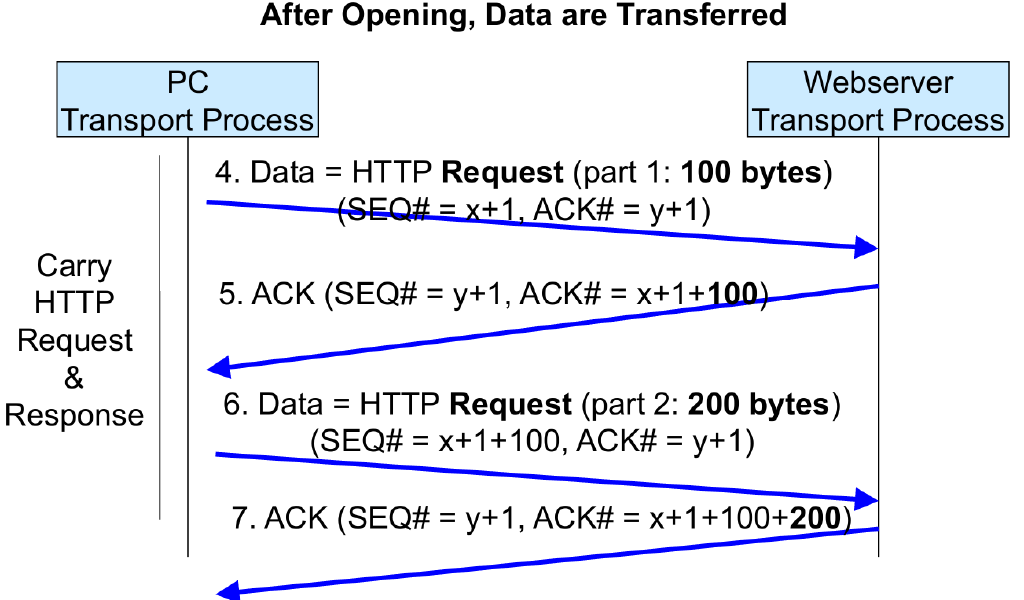 After Opening, Data are Transferred
PC
Transport Process
Webserver
Transport Process
4. Data = HTTP Request (part 1: 100 bytes)
(SEQ# = x+1, ACK# = y+1)
Carry
HTTP
Request
&
Response
5. ACK (SEQ# = y+1, ACK# = x+1+100)
6. Data = HTTP Request (part 2: 200 bytes)
(SEQ# = x+1+100, ACK# = y+1)
7. ACK (SEQ# = y+1, ACK# = x+1+100+200)